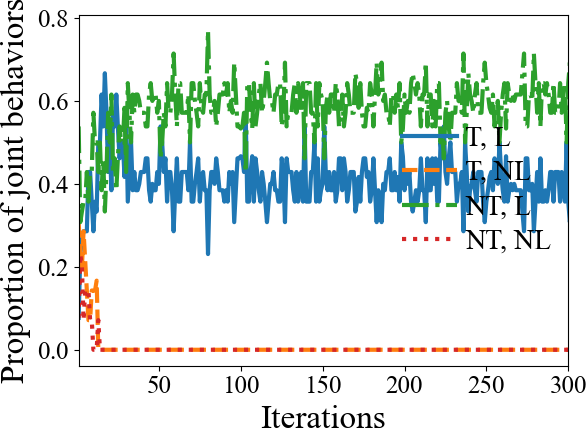 Proportion of joint behaviors
0.8
0.6
0.4
0.2
0.0
T, L
T, NL
NT, L
NT, NL
50
100
150
200
250
300
Iterations